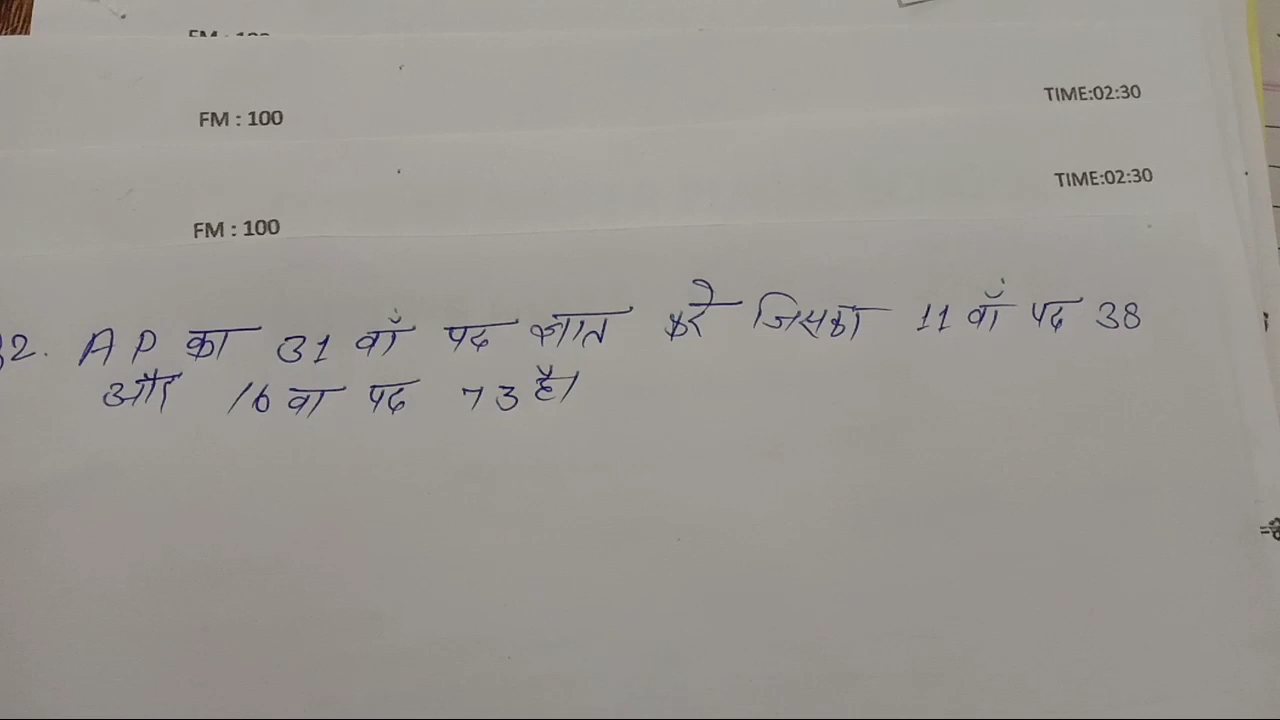 FM : 100
TIME:02:30
FM : 100
TIME:02:30
32. AP का 31 वाँ पद ज्ञात करे जिसका 11 वाँ पद 38
और 16 वा पद 73 है।